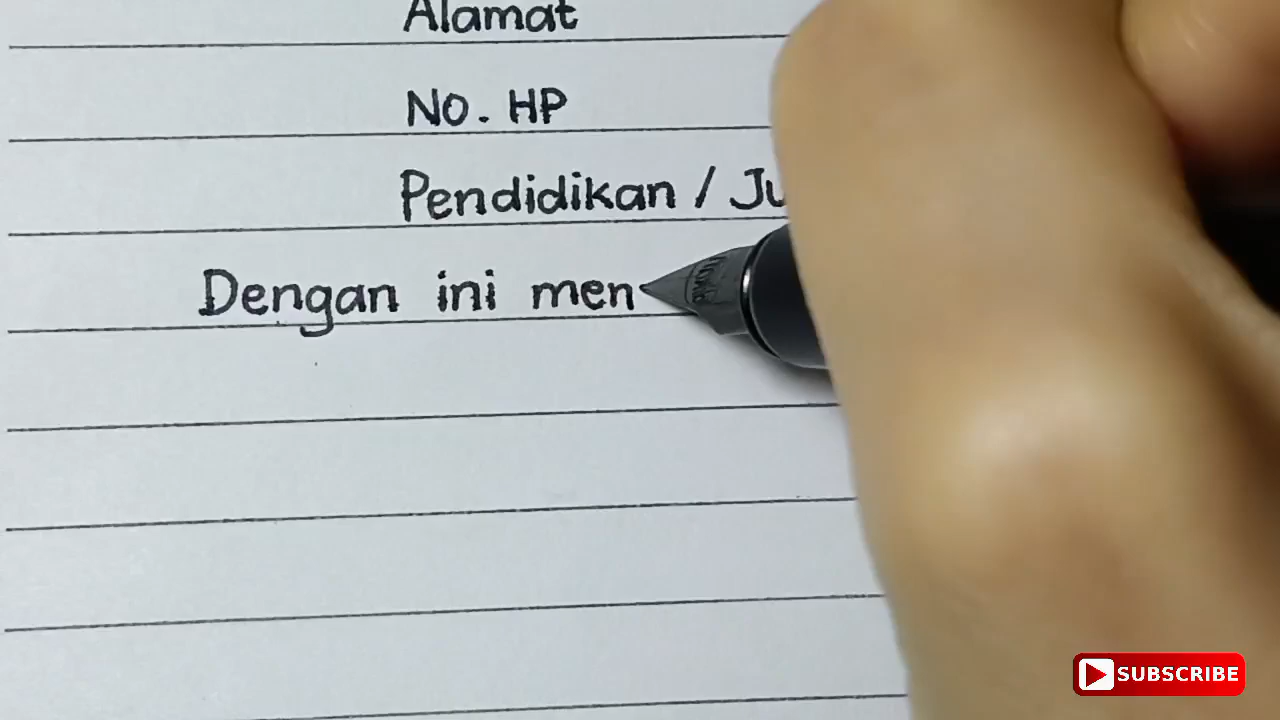 Alamat
No. HP
Pendidikan / Ju
Dengan ini men
SUBSCRIBE